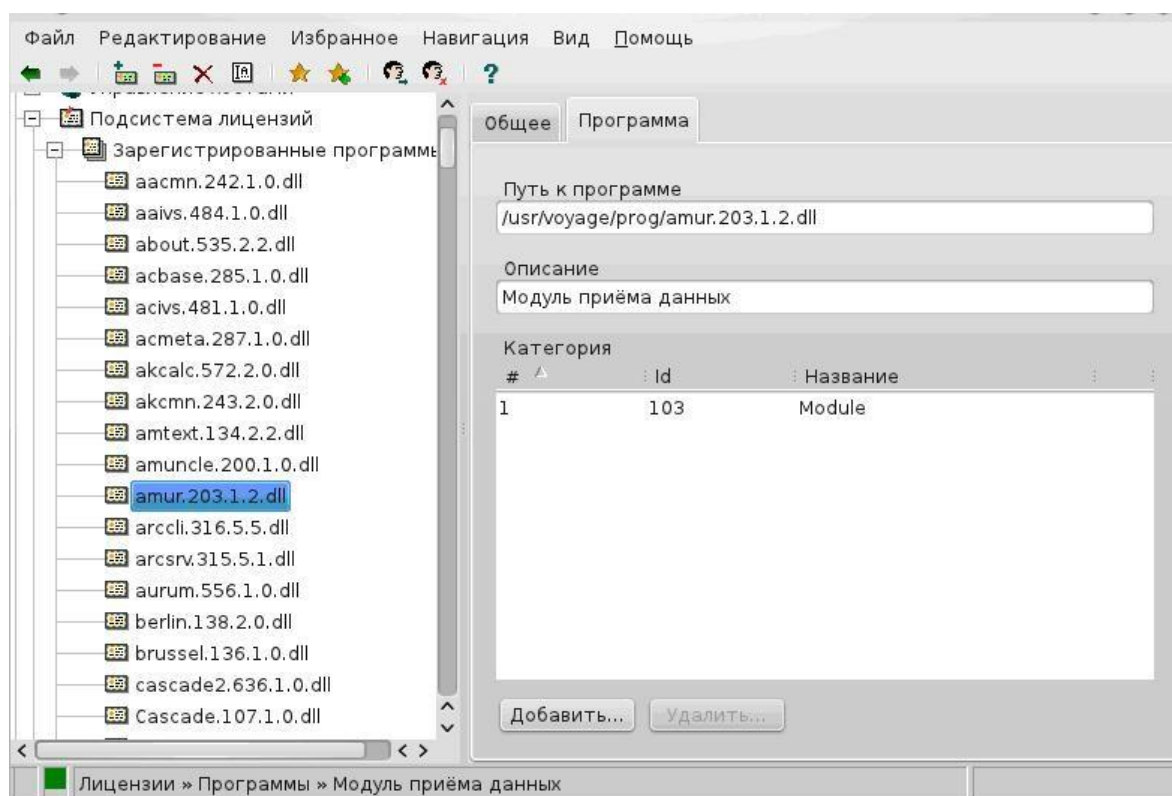 Файл Редактирование Избранное Навигация Вид Помощь
Подсистема лицензий
Зарегистрированные программы
aacmn.242.1.0.dll
aaivs.484.1.0.dll
about.535.2.2.dll
acbase.285.1.0.dll
acivs.481.1.0.dll
acmeta.287.1.0.dll
akcalc.572.2.0.dll
akcmn.243.2.0.dll
amtext.134.2.2.dll
amuncle.200.1.0.dll
amur.203.1.2.dll
arccli.316.5.5.dll
arcsrv.315.5.1.dll
aurum.556.1.0.dll
berlin.138.2.0.dll
brussel.136.1.0.dll
cascade2.636.1.0.dll
Cascade.107.1.0.dll
Общее Программа
Путь к программе
/usr/voyage/prog/amur.203.1.2.dll
Описание
Модуль приёма данных
Категория
# Id Название
1 103 Module
Добавить... Удалить...
Лицензии » Программы » Модуль приёма данных